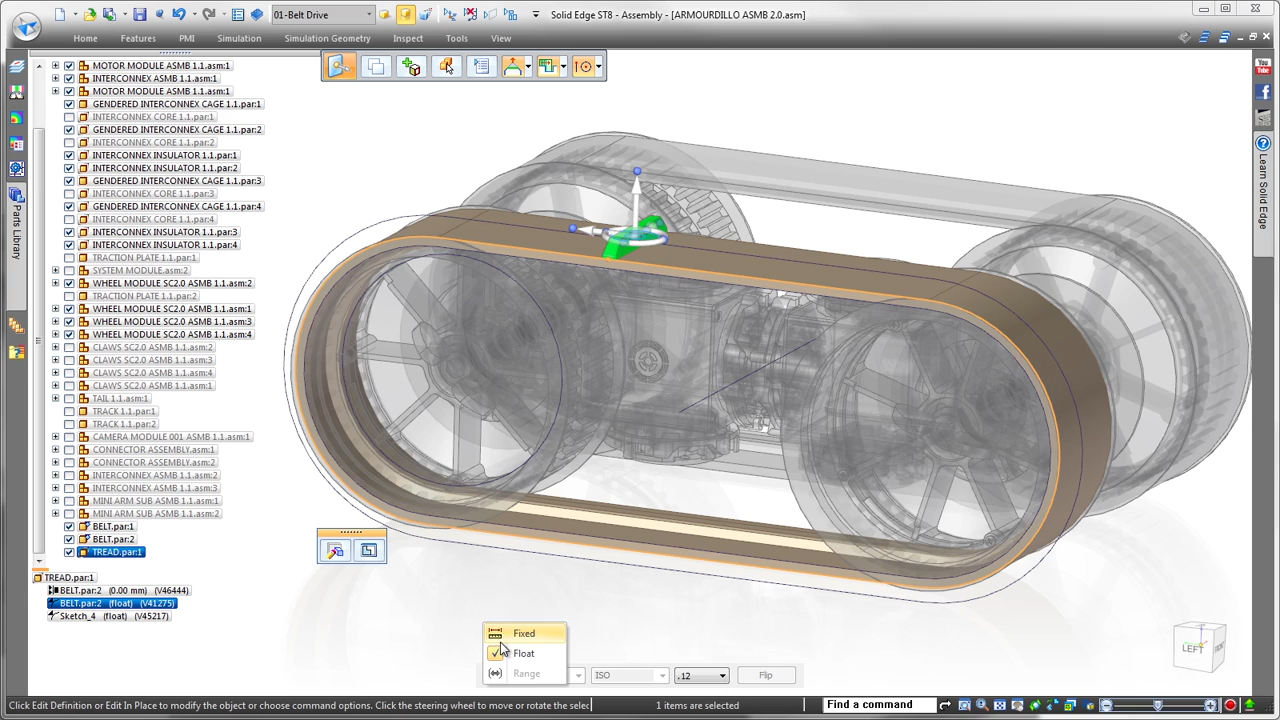 01-Belt Drive
Solid Edge ST8 - Assembly - [ARMOURDILLO ASMB 2.0.asm]
Home Features PMI Simulation Simulation Geometry Inspect Tools View
MOTOR MODULE ASMB 1.1.asm:1
INTERCONNEX ASMB 1.asm:1
MOTOR MODULE ASMB 1.1.asm:2
GENDERED INTERCONNEX CAGE 1.1.par:1
INTERCONNEX CORE 1.1.par:1
GENDERED INTERCONNEX CAGE 1.1.par:2
INTERCONNEX CORE 1.1.par:2
INTERCONNEX INSULATOR 1.1.par:1
INTERCONNEX INSULATOR 1.1.par:2
GENDERED INTERCONNEX CAGE 1.1.par:3
INTERCONNEX CORE 1.1.par:3
GENDERED INTERCONNEX CAGE 1.1.par:4
INTERCONNEX CORE 1.1.par:4
INTERCONNEX INSULATOR 1.1.par:3
INTERCONNEX INSULATOR 1.1.par:4
TRACTION PLATE 1.1.par:1
SYSTEM MODULE.asm:2
WHEEL MODULE SC2.0 ASMB 1.1.asm:2
TRACTION PLATE 1.1.par:2
WHEEL MODULE SC2.0 ASMB 1.1.asm:1
WHEEL MODULE SC2.0 ASMB 1.1.asm:3
WHEEL MODULE SC2.0 ASMB 1.1.asm:4
CLAWS SC2.0 ASMB 1.1.asm:2
CLAWS SC2.0 ASMB 1.1.asm:3
CLAWS SC2.0 ASMB 1.1.asm:4
CLAWS SC2.0 ASMB 1.1.asm:1
TAIL 1.1.asm:1
TRACK 1.1.par:1
TRACK 1.1.par:2
CAMERA MODULE 001 ASMB 1.1.asm:1
CONNECTOR ASSEMBLY.asm:1
CONNECTOR ASSEMBLY.asm:2
INTERCONNEX ASMB 1.asm:2
INTERCONNEX ASMB 1.asm:3
MINI ARM SUB ASMB 1.1.asm:1
MINI ARM SUB ASMB 1.1.asm:2
BELT.par:1
BELT.par:2
TREAD.par:1
TREAD.par:1
BELT.par:2 (0.00 mm) (V46444)
BELT.par:2 (float) (V41275)
Sketch_4 (float) (V45217)
Parts Library
You Tube
Learn Solid Edge
Fixed
Float
Range
ISO
.12
Flip
LEFT
Click Edit Definition or Edit In Place to modify the object or choose command options. Click the steering wheel to move or rotate the selec
1 items are selected
Find a command